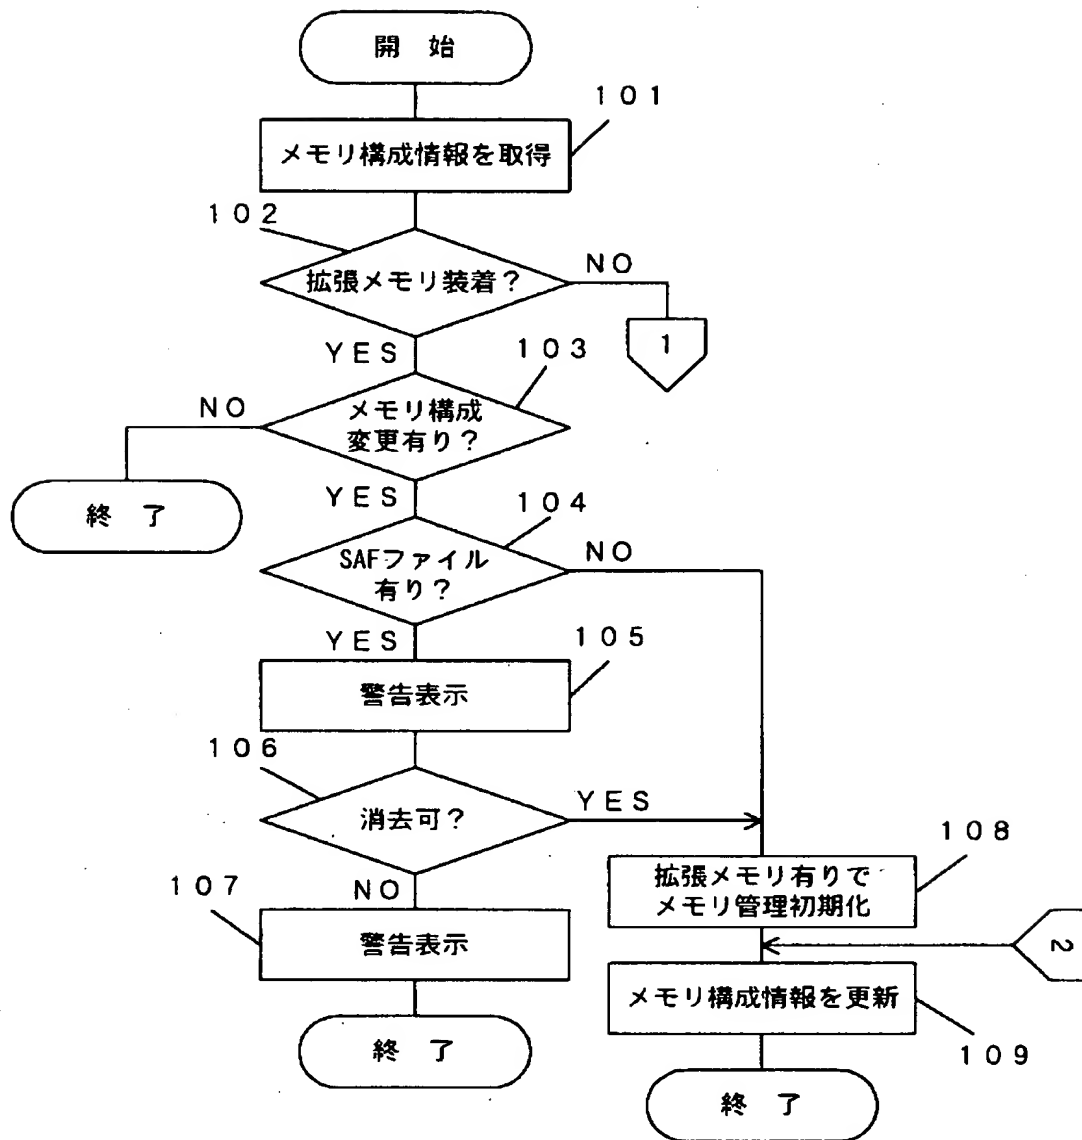 開 始
101
メモリ構成情報を取得
102
拡張メモリ装着？
NO
1
YES
103
メモリ構成
変更有り？
NO
終 了
YES
104
SAFファイル
有り？
NO
YES
105
警告表示
106
消去可？
YES
108
拡張メモリ有りで
メモリ管理初期化
107
NO
警告表示
2
メモリ構成情報を更新
109
終 了
終 了